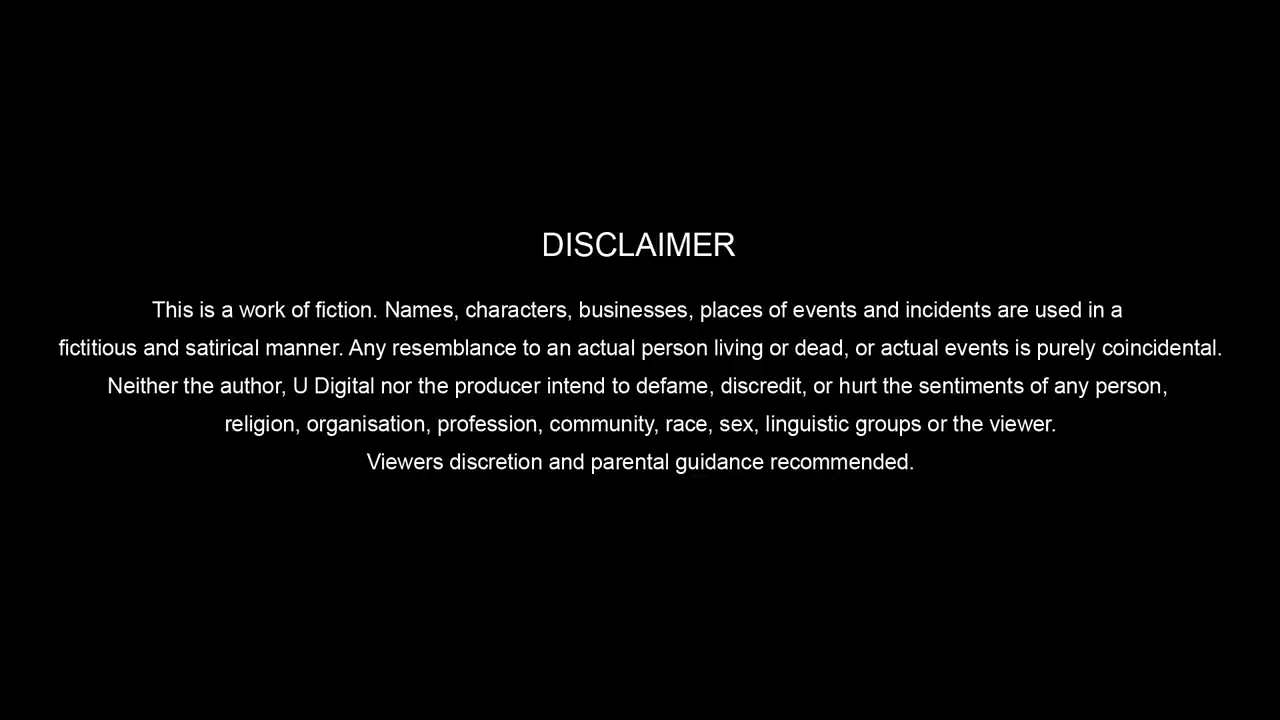 DISCLAIMER
This is a work of fiction. Names, characters, businesses, places of events and incidents are used in a
fictitious and satirical manner. Any resemblance to an actual person living or dead, or actual events is purely coincidental.
Neither the author, U Digital nor the producer intend to defame, discredit, or hurt the sentiments of any person,
religion, organisation, profession, community, race, sex, linguistic groups or the viewer.
Viewers discretion and parental guidance recommended.